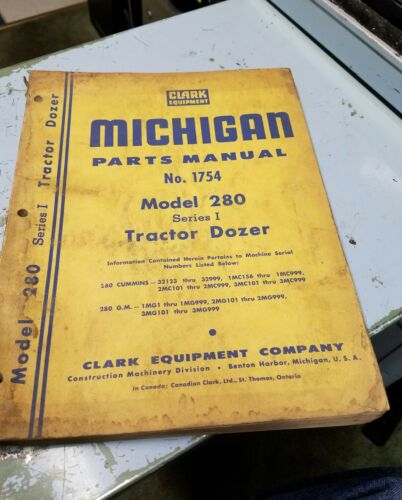 CLARK
EQUIPMENT
MICHIGAN
PARTS MANUAL
No. 1754
Model 280
Series I
Tractor Dozer
Information Contained Herein Pertains to Machine Serial
Numbers Listed Below:
280 CUMMINS — 32123 thru 32999, 1MC156 thru 1MC999,
2MC101 thru 2MC999, 3MC101 thru 3MC999
280 G.M. — 1MG1 thru 1MG999, 2MG101 thru 2MG999,
3MG101 thru 3MG999
CLARK EQUIPMENT COMPANY
Construction Machinery Division • Benton Harbor, Michigan, U. S. A.
In Canada; Canadian Clark, Ltd., St. Thomas, Ontario
Model 280 Series I Tractor Dozer